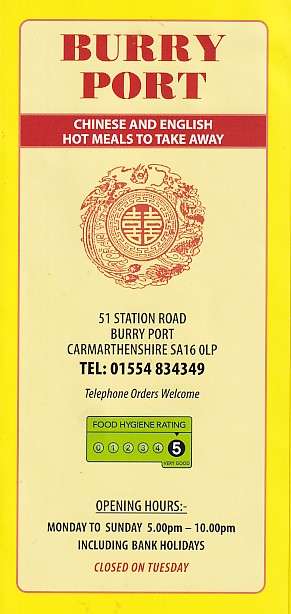 BURRY
PORT
CHINESE AND ENGLISH
HOT MEALS TO TAKE AWAY
51 STATION ROAD
BURRY PORT
CARMARTHENSHIRE SA16 0LP
TEL: 01554 834349
Telephone Orders Welcome
FOOD HYGIENE RATING
0 1 2 3 4 5
VERY GOOD
OPENING HOURS:-
MONDAY TO SUNDAY 5.00pm – 10.00pm
INCLUDING BANK HOLIDAYS
CLOSED ON TUESDAY